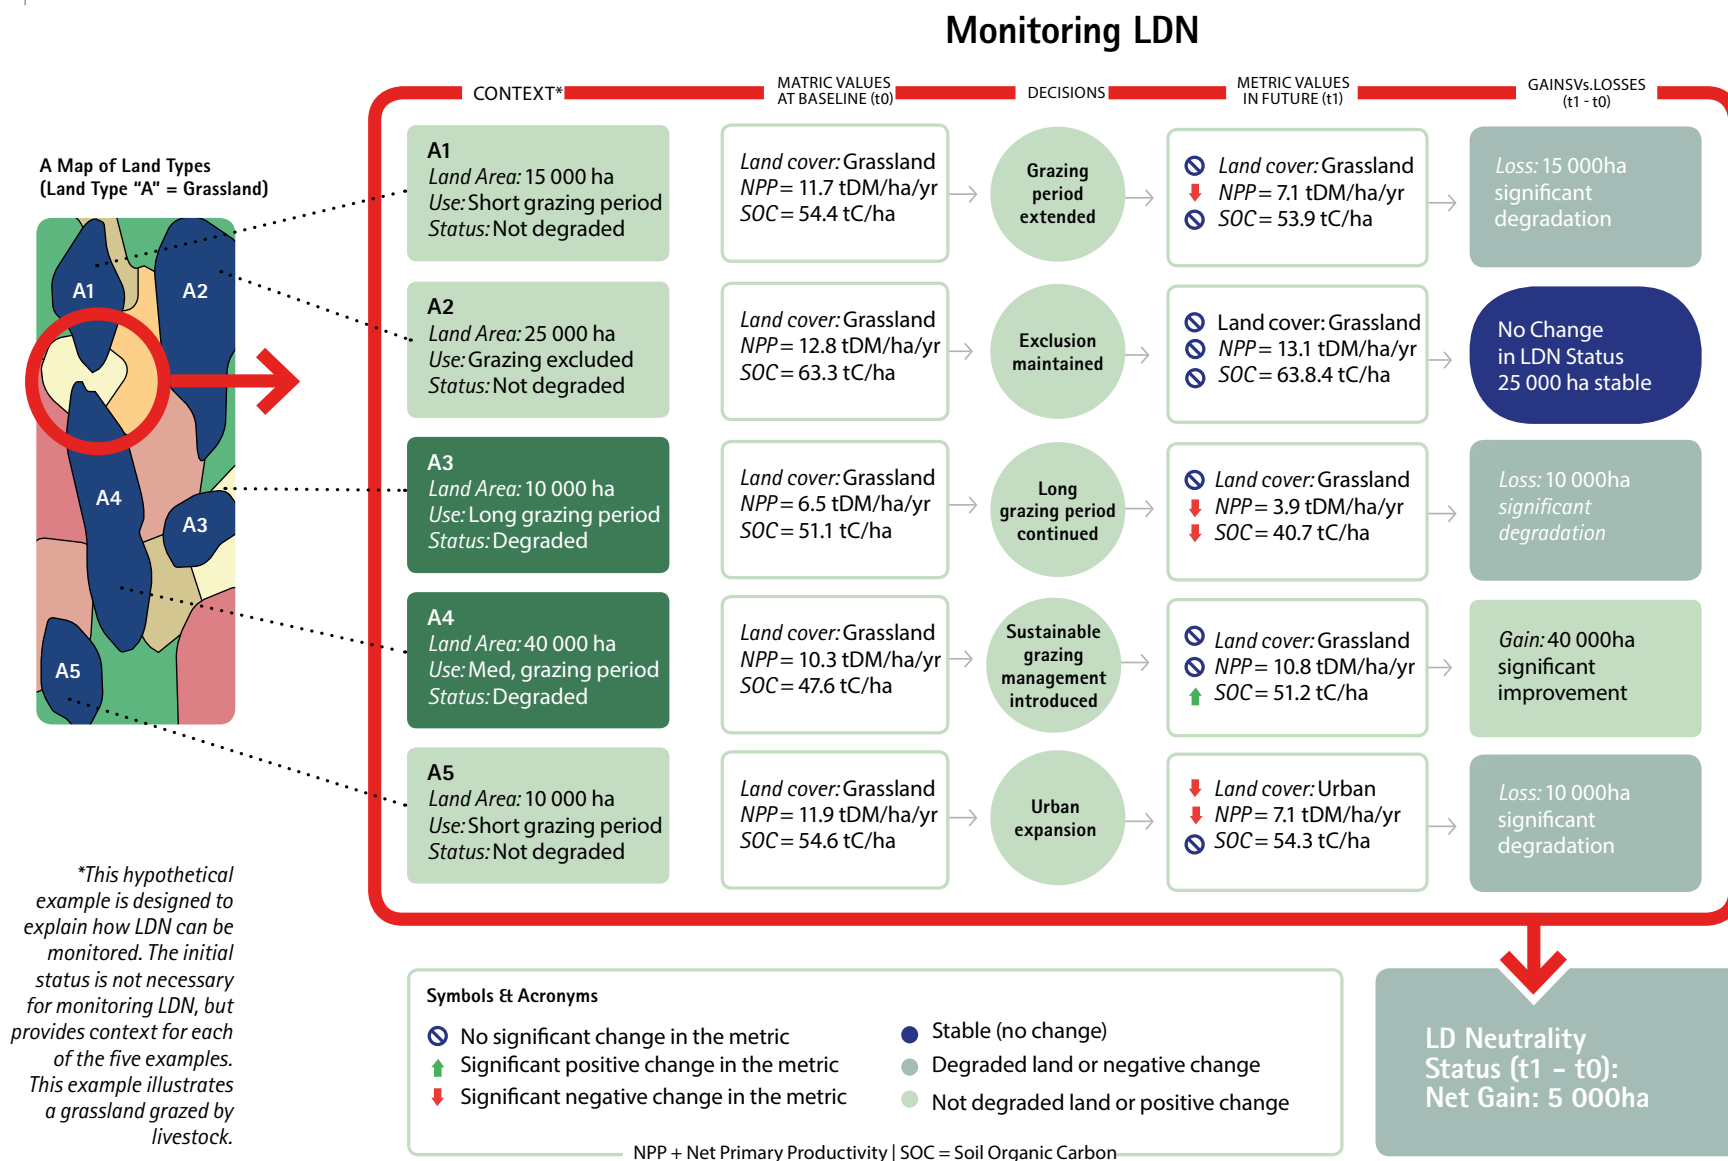 Monitoring LDN
CONTEXT*
MATRIC VALUES
AT BASELINE (t0)
DECISIONS
METRIC VALUES
IN FUTURE (t1)
GAINSVs.LOSSES
(t1 - t0)
A Map of Land Types
(Land Type “A” = Grassland)
A1
A2
A4
A3
A5
A1
Land Area: 15 000 ha
Use: Short grazing period
Status: Not degraded
Land cover: Grassland
NPP = 11.7 tDM/ha/yr
SOC = 54.4 tC/ha
Grazing
period
extended
Land cover: Grassland
NPP = 7.1 tDM/ha/yr
SOC = 53.9 tC/ha
Loss: 15 000ha
significant
degradation
A2
Land Area: 25 000 ha
Use: Grazing excluded
Status: Not degraded
Land cover: Grassland
NPP = 12.8 tDM/ha/yr
SOC = 63.3 tC/ha
Exclusion
maintained
Land cover: Grassland
NPP = 13.1 tDM/ha/yr
SOC = 63.8.4 tC/ha
No Change
in LDN Status
25 000 ha stable
A3
Land Area: 10 000 ha
Use: Long grazing period
Status: Degraded
Land cover: Grassland
NPP = 6.5 tDM/ha/yr
SOC = 51.1 tC/ha
Long
grazing period
continued
Land cover: Grassland
NPP = 3.9 tDM/ha/yr
SOC = 40.7 tC/ha
Loss: 10 000ha
significant
degradation
A4
Land Area: 40 000 ha
Use: Med, grazing period
Status: Degraded
Land cover: Grassland
NPP = 10.3 tDM/ha/yr
SOC = 47.6 tC/ha
Sustainable
grazing
management
introduced
Land cover: Grassland
NPP = 10.8 tDM/ha/yr
SOC = 51.2 tC/ha
Gain: 40 000ha
significant
improvement
A5
Land Area: 10 000 ha
Use: Short grazing period
Status: Not degraded
Land cover: Grassland
NPP = 11.9 tDM/ha/yr
SOC = 54.6 tC/ha
Urban
expansion
Land cover: Urban
NPP = 7.1 tDM/ha/yr
SOC = 54.3 tC/ha
Loss: 10 000ha
significant
degradation
*This hypothetical
example is designed to
explain how LDN can be
monitored. The initial
status is not necessary
for monitoring LDN, but
provides context for each
of the five examples.
This example illustrates
a grassland grazed by
livestock.
Symbols & Acronyms
No significant change in the metric
Significant positive change in the metric
Significant negative change in the metric
Stable (no change)
Degraded land or negative change
Not degraded land or positive change
NPP + Net Primary Productivity | SOC = Soil Organic Carbon
LD Neutrality
Status (t1 - t0):
Net Gain: 5 000ha